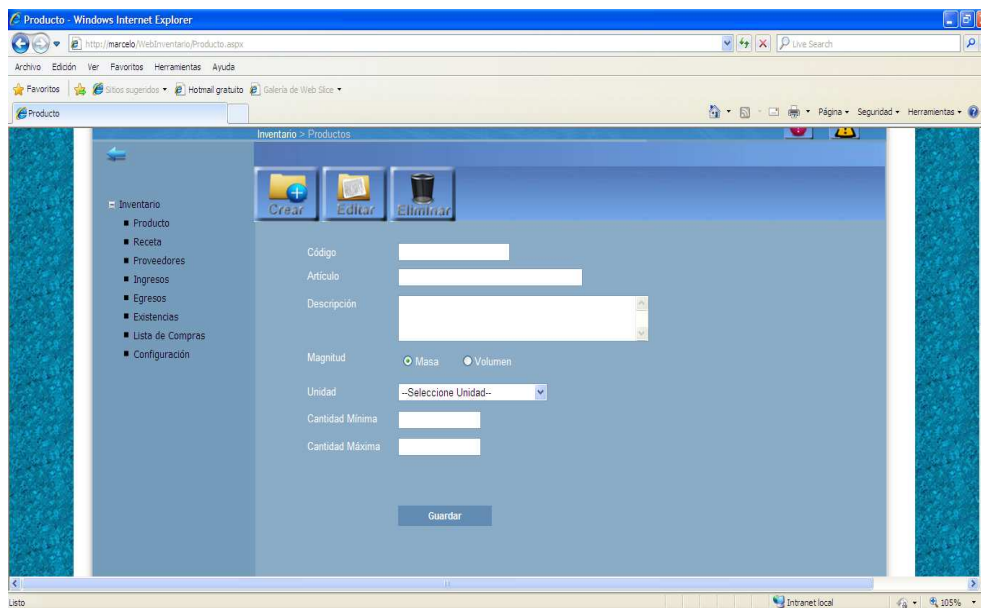 Producto - Windows Internet Explorer
http://marcelo/WebInventario/Producto.aspx
Live Search
Archivo Edición Ver Favoritos Herramientas Ayuda
Favoritos Sitios sugeridos Hotmail gratuito Galería de Web Slice
Producto
Página Seguridad Herramientas
Inventario > Productos
Crear Editar Eliminar
Inventario
Producto
Receta
Proveedores
Ingresos
Egresos
Existencias
Lista de Compras
Configuración
Código
Artículo
Descripción
Magnitud Masa Volumen
Unidad --Seleccione Unidad--
Cantidad Mínima
Cantidad Máxima
Guardar
Listo Intranet local 105%